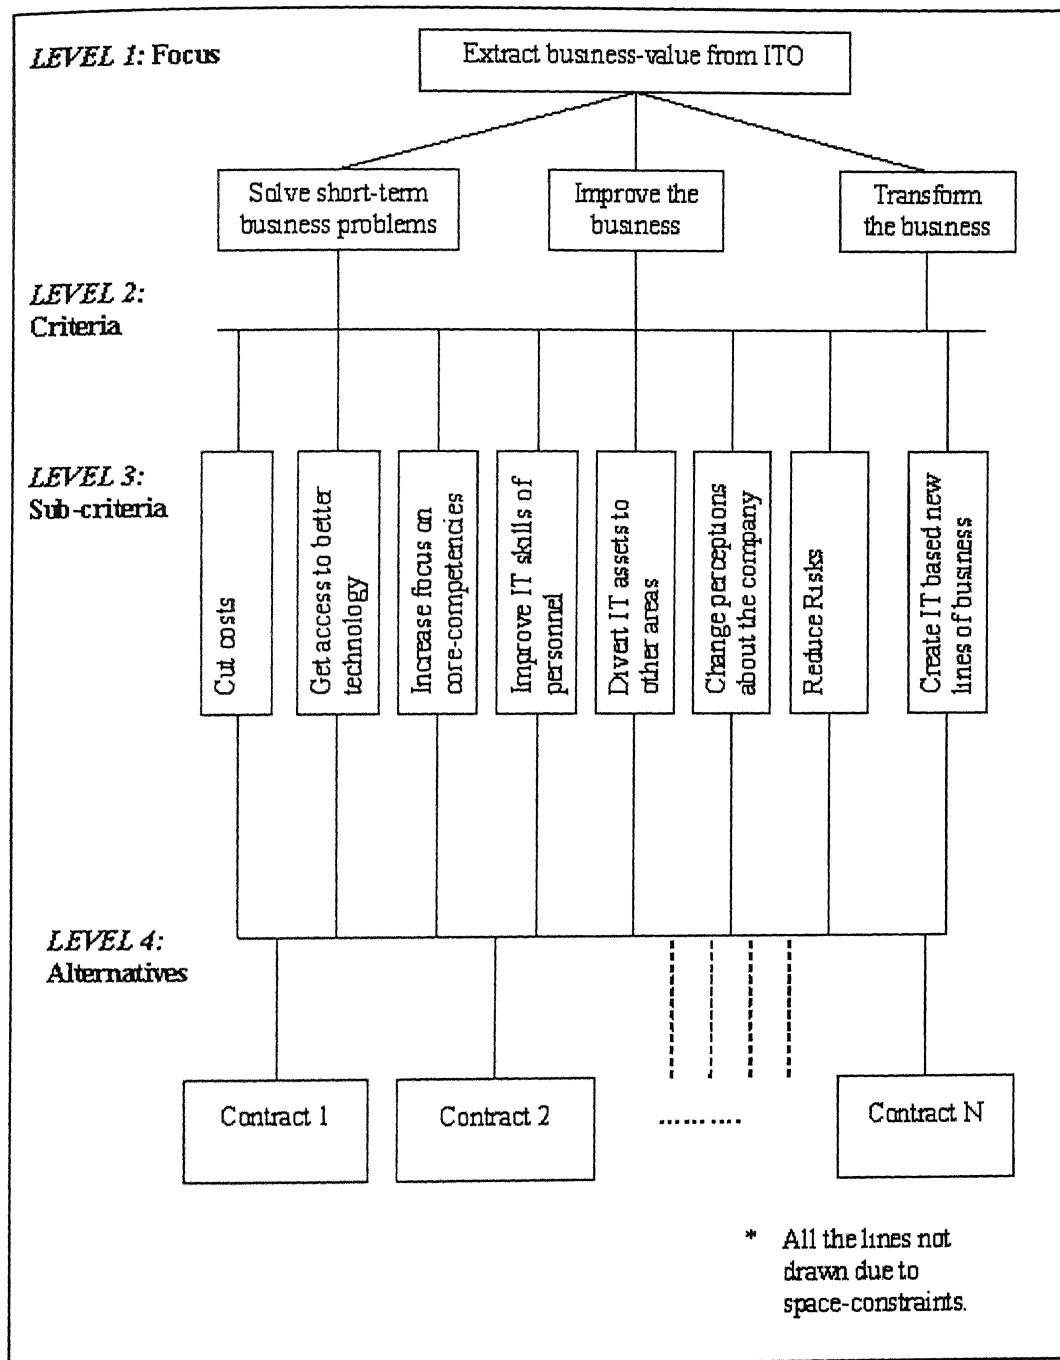 LEVEL 1: Focus
Extract business-value from ITO
Solve short-term
business problems
Improve the
business
Transform
the business
LEVEL 2:
Criteria
LEVEL 3:
Sub-criteria
Cut costs
Get access to better
technology
Increase focus on
core-competencies
Improve IT skills of
personnel
Divert IT assets to
other areas
Change perceptions
about the company
Reduce Risks
Create IT based new
lines of business
LEVEL 4:
Alternatives
Contract 1
Contract 2
..........
Contract N
* All the lines not
drawn due to
space-constraints.